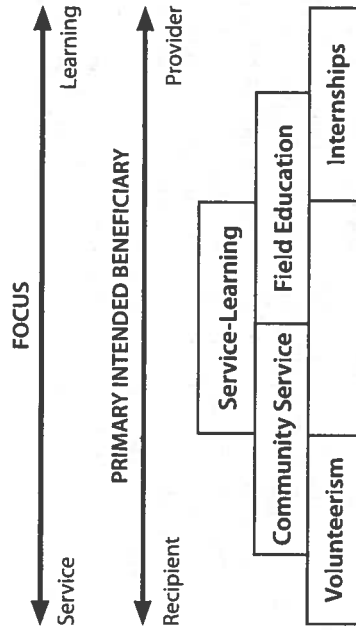 FOCUS
Service Learning
PRIMARY INTENDED BENEFICIARY
Recipient Provider
Service-Learning
Community Service Field Education
Volunteerism Internships